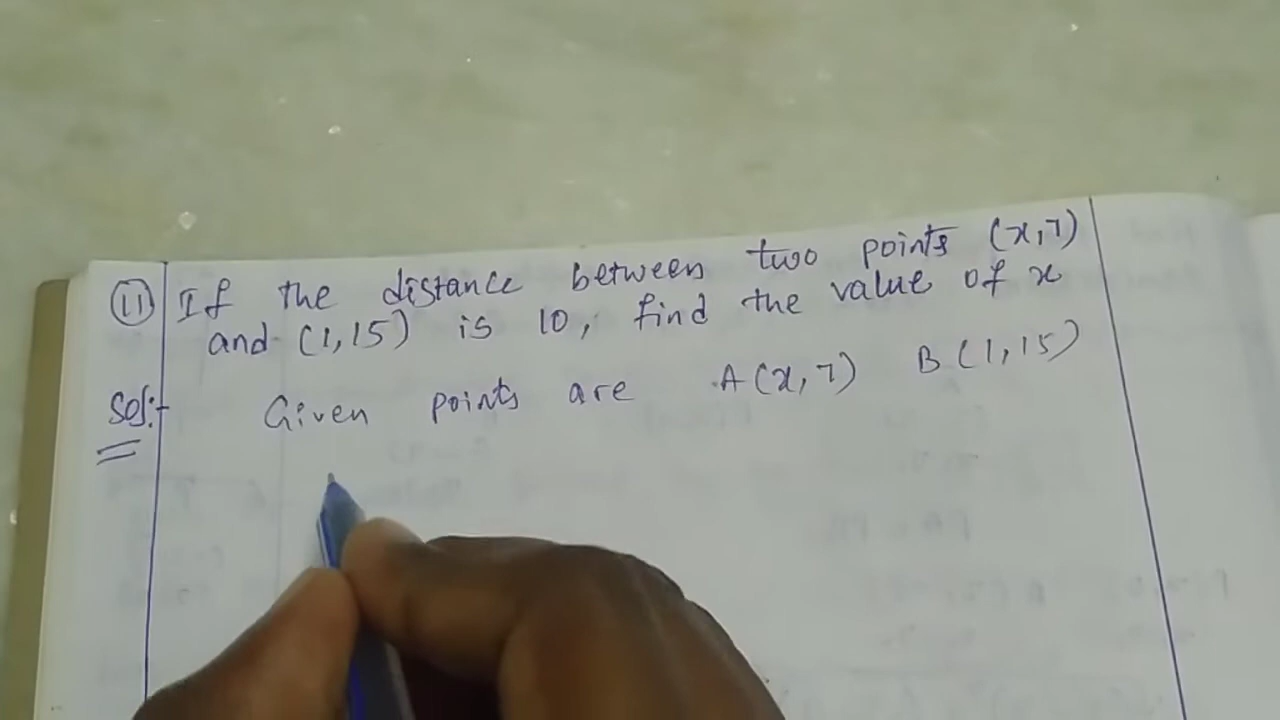 (11) If the distance between two points (x,7)
and (1,15) is 10, find the value of x
Sol:- Given points are A(x,7) B(1,15)